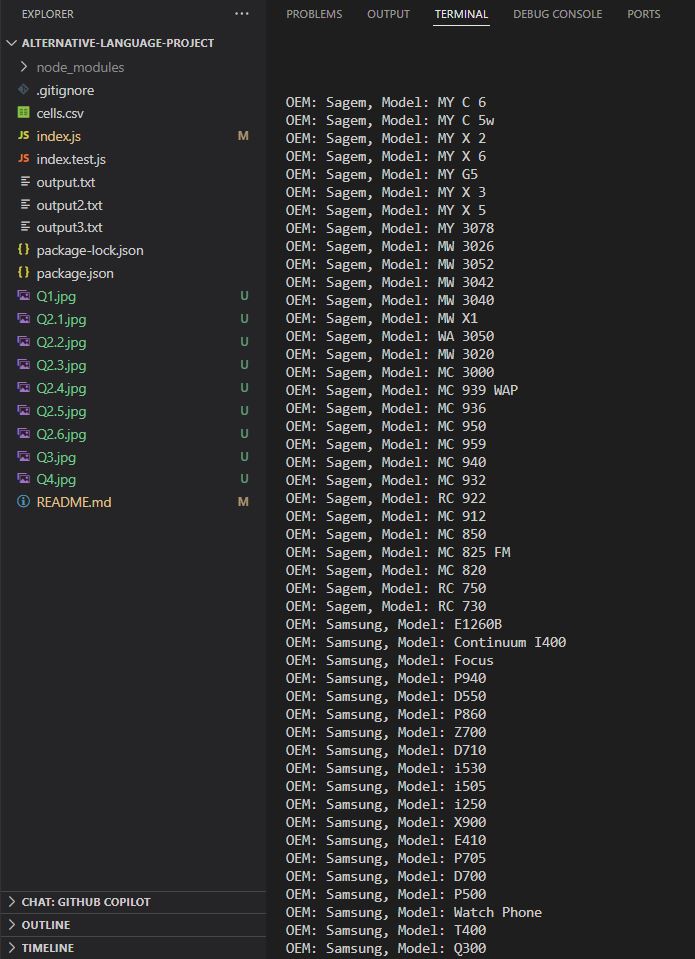 EXPLORER
ALTERNATIVE-LANGUAGE-PROJECT
node_modules
.gitignore
cells.csv
JS index.js M
JS index.test.js
output.txt
output2.txt
output3.txt
{} package-lock.json
{} package.json
Q1.jpg U
Q2.1.jpg U
Q2.2.jpg U
Q2.3.jpg U
Q2.4.jpg U
Q2.5.jpg U
Q2.6.jpg U
Q3.jpg U
Q4.jpg U
README.md M
CHAT: GITHUB COPILOT
OUTLINE
TIMELINE
PROBLEMS OUTPUT TERMINAL DEBUG CONSOLE PORTS
OEM: Sagem, Model: MY C 6
OEM: Sagem, Model: MY C 5w
OEM: Sagem, Model: MY X 2
OEM: Sagem, Model: MY X 6
OEM: Sagem, Model: MY G5
OEM: Sagem, Model: MY X 3
OEM: Sagem, Model: MY X 5
OEM: Sagem, Model: MY 3078
OEM: Sagem, Model: MW 3026
OEM: Sagem, Model: MW 3052
OEM: Sagem, Model: MW 3042
OEM: Sagem, Model: MW 3040
OEM: Sagem, Model: MW X1
OEM: Sagem, Model: WA 3050
OEM: Sagem, Model: MW 3020
OEM: Sagem, Model: MC 3000
OEM: Sagem, Model: MC 939 WAP
OEM: Sagem, Model: MC 936
OEM: Sagem, Model: MC 950
OEM: Sagem, Model: MC 959
OEM: Sagem, Model: MC 940
OEM: Sagem, Model: MC 932
OEM: Sagem, Model: RC 922
OEM: Sagem, Model: MC 912
OEM: Sagem, Model: MC 850
OEM: Sagem, Model: MC 825 FM
OEM: Sagem, Model: MC 820
OEM: Sagem, Model: RC 750
OEM: Sagem, Model: RC 730
OEM: Samsung, Model: E1260B
OEM: Samsung, Model: Continuum I400
OEM: Samsung, Model: Focus
OEM: Samsung, Model: P940
OEM: Samsung, Model: D550
OEM: Samsung, Model: P860
OEM: Samsung, Model: Z700
OEM: Samsung, Model: D710
OEM: Samsung, Model: i530
OEM: Samsung, Model: i505
OEM: Samsung, Model: i250
OEM: Samsung, Model: X900
OEM: Samsung, Model: E410
OEM: Samsung, Model: P705
OEM: Samsung, Model: D700
OEM: Samsung, Model: P500
OEM: Samsung, Model: Watch Phone
OEM: Samsung, Model: T400
OEM: Samsung, Model: Q300